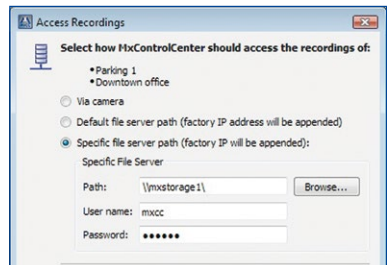 Access Recordings
Select how MxControlCenter should access the recordings of:
• Parking 1
• Downtown office
Via camera
Default file server path (factory IP address will be appended)
Specific file server path (factory IP will be appended):
Specific File Server
Path: \\mxstorage1\ Browse...
User name: mxcc
Password: ••••••